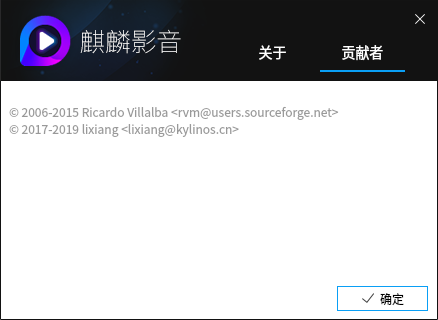 麒麟影音
关于
贡献者
© 2006-2015 Ricardo Villalba <rvm@users.sourceforge.net>
© 2017-2019 lixiang <lixiang@kylinos.cn>
确定